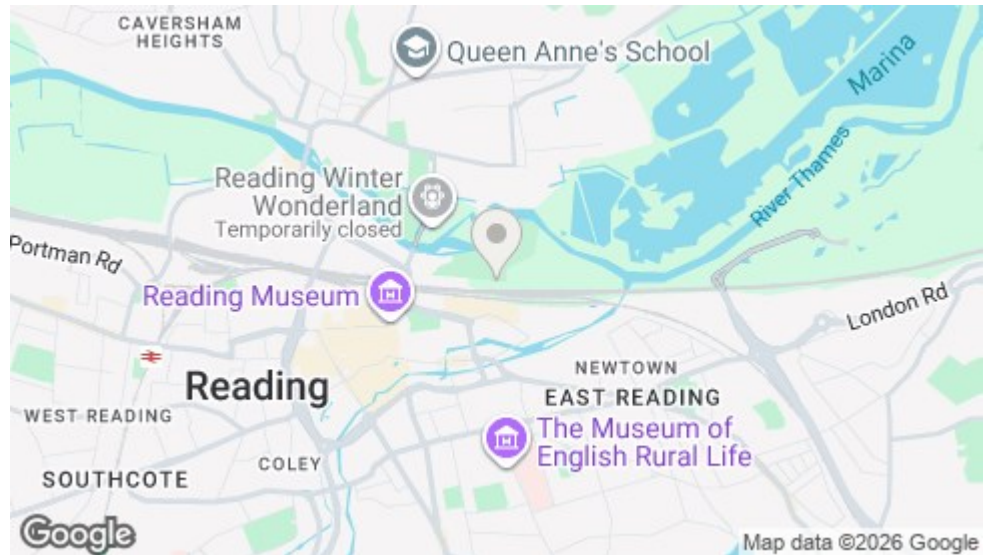 CAVERSHAM
HEIGHTS
Queen Anne's School
Marina
Reading Winter
Wonderland
Temporarily closed
River Thames
Portman Rd
Reading Museum
London Rd
NEWTOWN
Reading
EAST READING
WEST READING
The Museum of
English Rural Life
COLEY
SOUTHCOTE
Google
Map data ©2026 Google